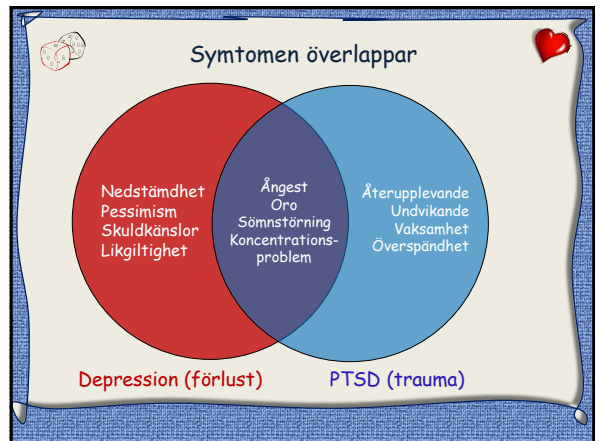 Symtomen överlappar
Nedstämdhet
Pessimism
Skuldkänslor
Likgiltighet
Ångest
Oro
Sömnstörning
Koncentrations-
problem
Återupplevande
Undvikande
Vaksamhet
Överspändhet
Depression (förlust)
PTSD (trauma)